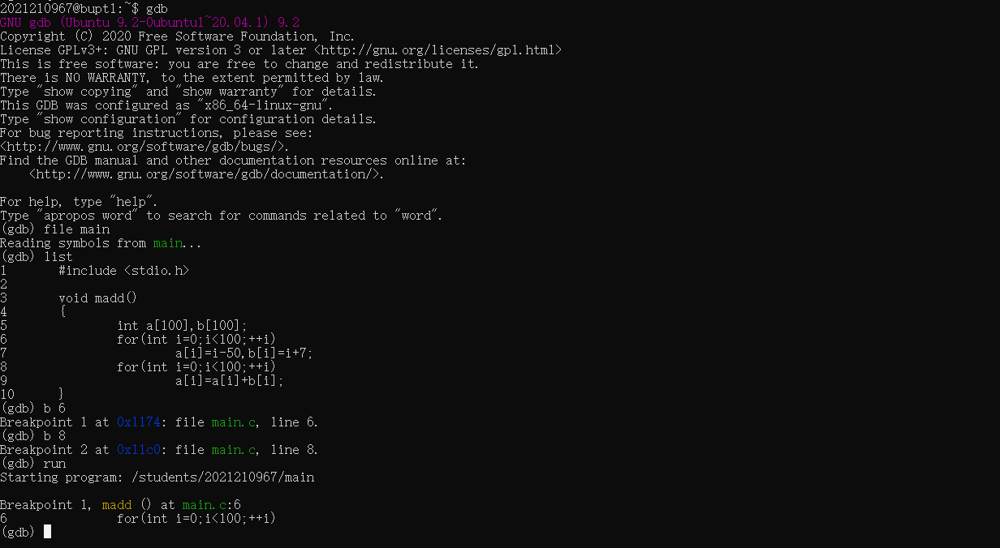 2021210967@bupt1:~$ gdb
GNU gdb (Ubuntu 9.2-0ubuntu1~20.04.1) 9.2
Copyright (C) 2020 Free Software Foundation, Inc.
License GPLv3+: GNU GPL version 3 or later <http://gnu.org/licenses/gpl.html>
This is free software: you are free to change and redistribute it.
There is NO WARRANTY, to the extent permitted by law.
Type "show copying" and "show warranty" for details.
This GDB was configured as "x86_64-linux-gnu".
Type "show configuration" for configuration details.
For bug reporting instructions, please see:
<http://www.gnu.org/software/gdb/bugs/>.
Find the GDB manual and other documentation resources online at:
    <http://www.gnu.org/software/gdb/documentation/>.

For help, type "help".
Type "apropos word" to search for commands related to "word".
(gdb) file main
Reading symbols from main...
(gdb) list
1       #include <stdio.h>
2
3       void madd()
4       {
5               int a[100],b[100];
6               for(int i=0;i<100;++i)
7                       a[i]=i-50,b[i]=i+7;
8               for(int i=0;i<100;++i)
9                       a[i]=a[i]+b[i];
10      }
(gdb) b 6
Breakpoint 1 at 0x1174: file main.c, line 6.
(gdb) b 8
Breakpoint 2 at 0x11c0: file main.c, line 8.
(gdb) run
Starting program: /students/2021210967/main

Breakpoint 1, madd () at main.c:6
6               for(int i=0;i<100;++i)
(gdb)